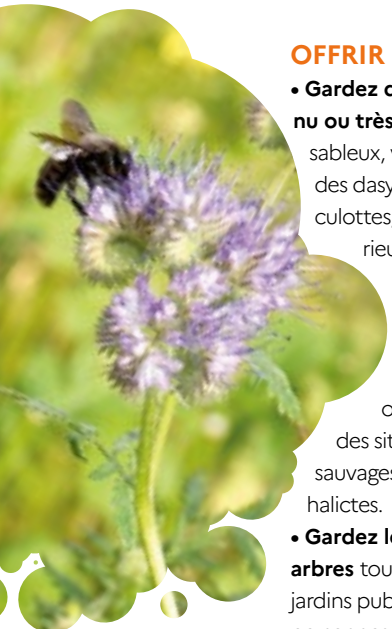 OFFRIR
• Gardez
nu ou très
sableux,
des dasy
culottes,
rieu
des sit
sauvages
halictes.
• Gardez le
arbres tou
jardins pub